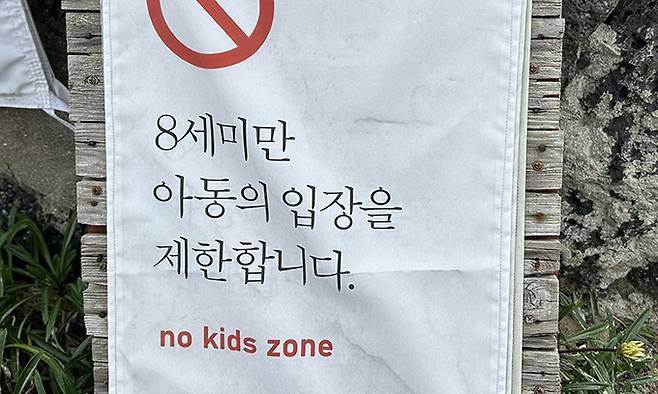 8세미만
아동의 입장을
제한합니다.
no kids zone